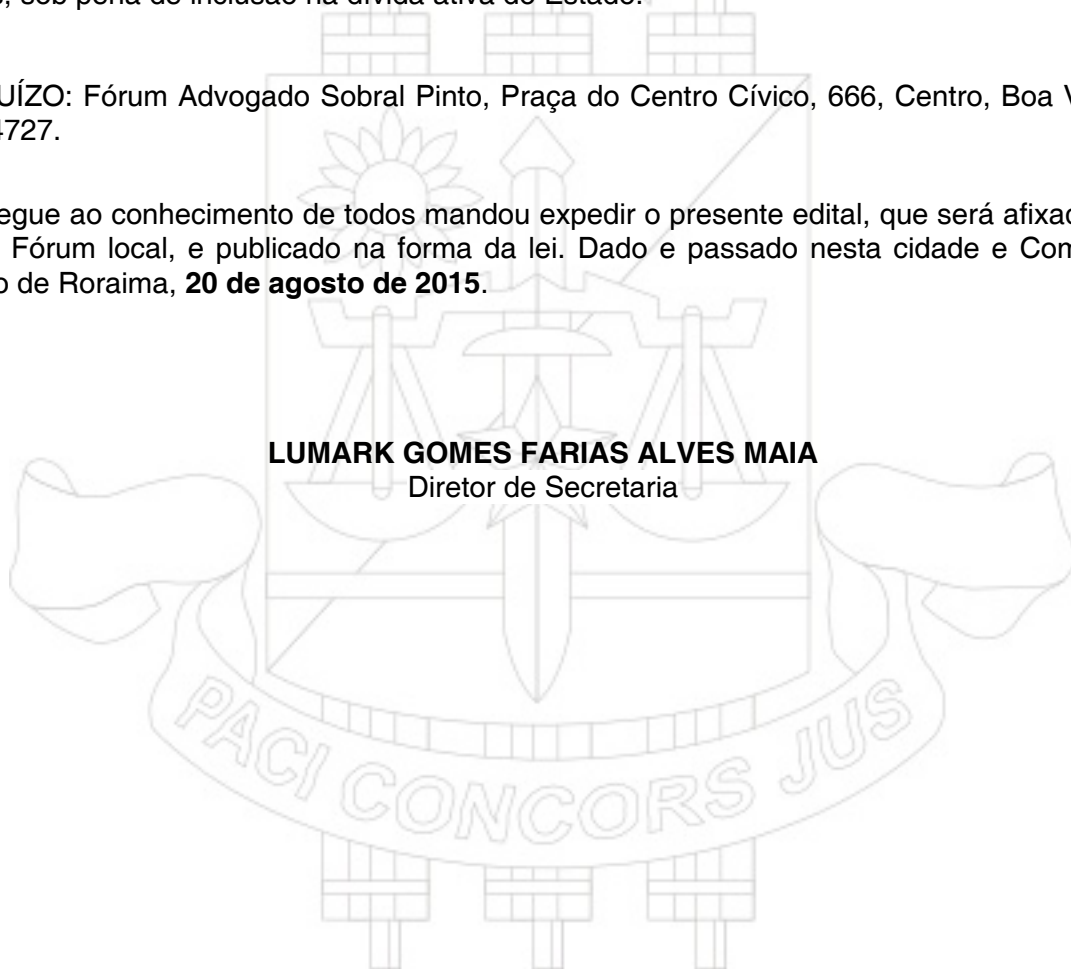 sob pena de inclusão na dívida ativa do Estado.
UÍZO: Fórum Advogado Sobral Pinto, Praça do Centro Cívico, 666, Centro, Boa V
4727.
egue ao conhecimento de todos mandou expedir o presente edital, que será afixad
Fórum local, e publicado na forma da lei. Dado e passado nesta cidade e Com
o de Roraima, 20 de agosto de 2015.
LUMARK GOMES FARIAS ALVES MAIA
Diretor de Secretaria
PACI CONCORS JUS